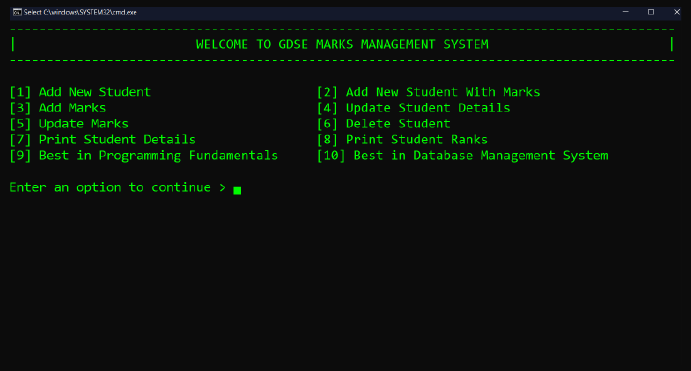 Select C:\windows\SYSTEM32\cmd.exe
WELCOME TO GDSE MARKS MANAGEMENT SYSTEM
[1] Add New Student [2] Add New Student With Marks
[3] Add Marks [4] Update Student Details
[5] Update Marks [6] Delete Student
[7] Print Student Details [8] Print Student Ranks
[9] Best in Programming Fundamentals [10] Best in Database Management System
Enter an option to continue >